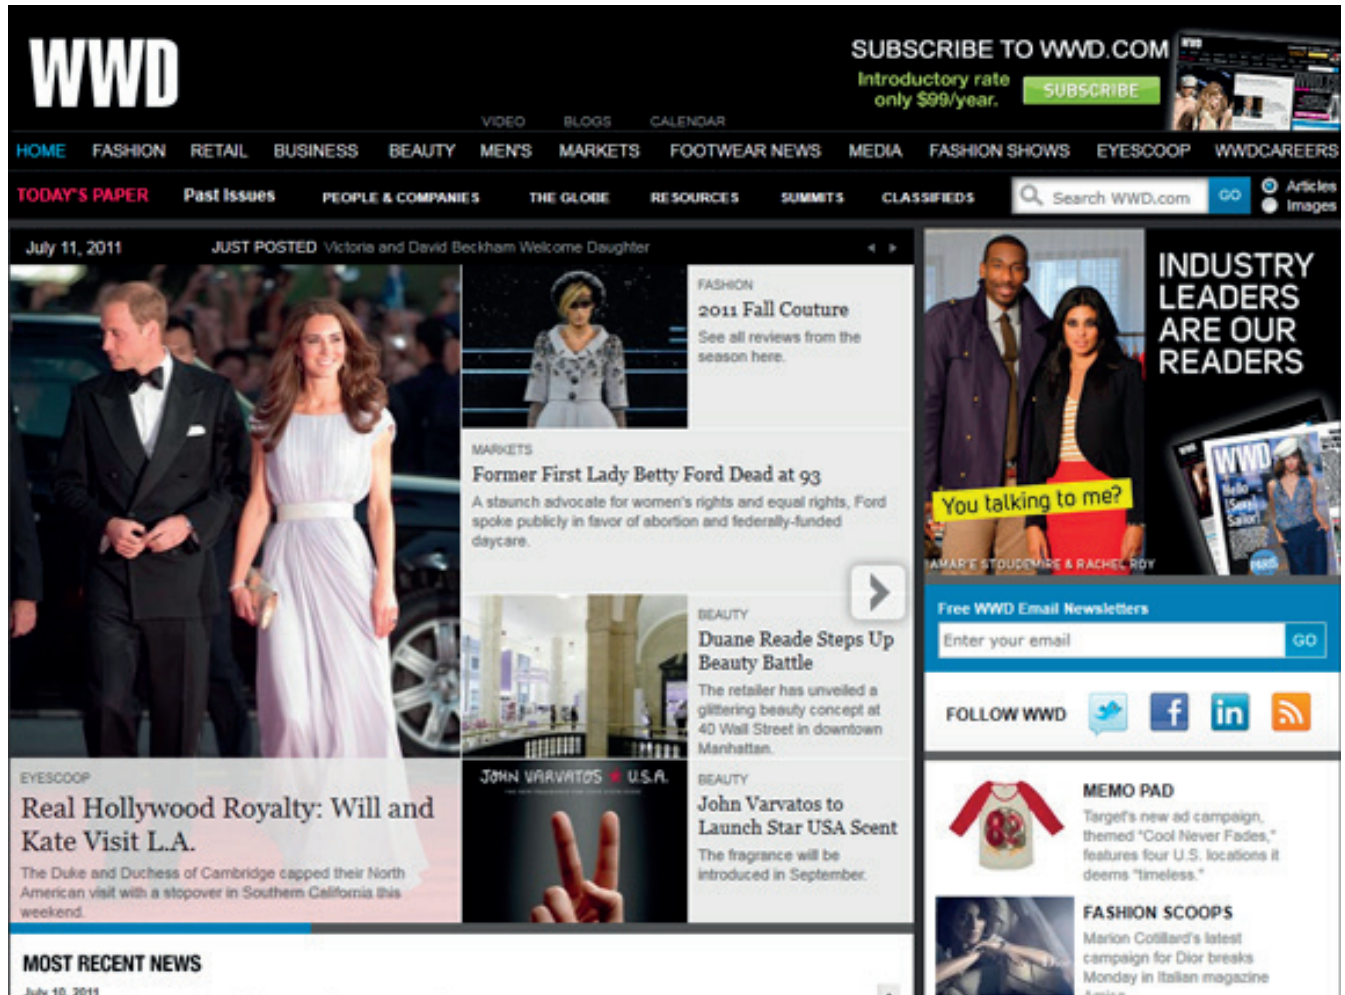 WWD
SUBSCRIBE TO WWD.COM
Introductory rate
only $99/year.
SUBSCRIBE
VIDEO BLOGS CALENDAR
HOME FASHION RETAIL BUSINESS BEAUTY MEN'S MARKETS FOOTWEAR NEWS MEDIA FASHION SHOWS EYESCOOP WWDCAREERS
TODAY'S PAPER Past Issues PEOPLE & COMPANIES THE GLOBE RESOURCES SUMMITS CLASSIFIEDS Search WWD.com GO Articles
Images
July 11, 2011 JUST POSTED Victoria and David Beckham Welcome Daughter
EYESCOOP
Real Hollywood Royalty: Will and
Kate Visit L.A.
The Duke and Duchess of Cambridge capped their North
American visit with a stopover in Southern California this
weekend.
FASHION
2011 Fall Couture
See all reviews from the
season here.
MARKETS
Former First Lady Betty Ford Dead at 93
A staunch advocate for women's rights and equal rights, Ford
spoke publicly in favor of abortion and federally-funded
daycare.
BEAUTY
Duane Reade Steps Up
Beauty Battle
The retailer has unveiled a
glittering beauty concept at
40 Wall Street in downtown
Manhattan.
JOHN VARVATOS U.S.A.
BEAUTY
John Varvatos to
Launch Star USA Scent
The fragrance will be
introduced in September.
INDUSTRY
LEADERS
ARE OUR
READERS
You talking to me?
AMAR'E STOUDEMIRE & RACHEL ROY
WWD
Hello
Sailor
PARIS
Free WWD Email Newsletters
Enter your email GO
FOLLOW WWD
MEMO PAD
Target's new ad campaign,
themed "Cool Never Fades,"
features four U.S. locations it
deems "timeless."
FASHION SCOOPS
Marion Cotillard's latest
campaign for Dior breaks
Monday in Italian magazine
MOST RECENT NEWS
July 10, 2011